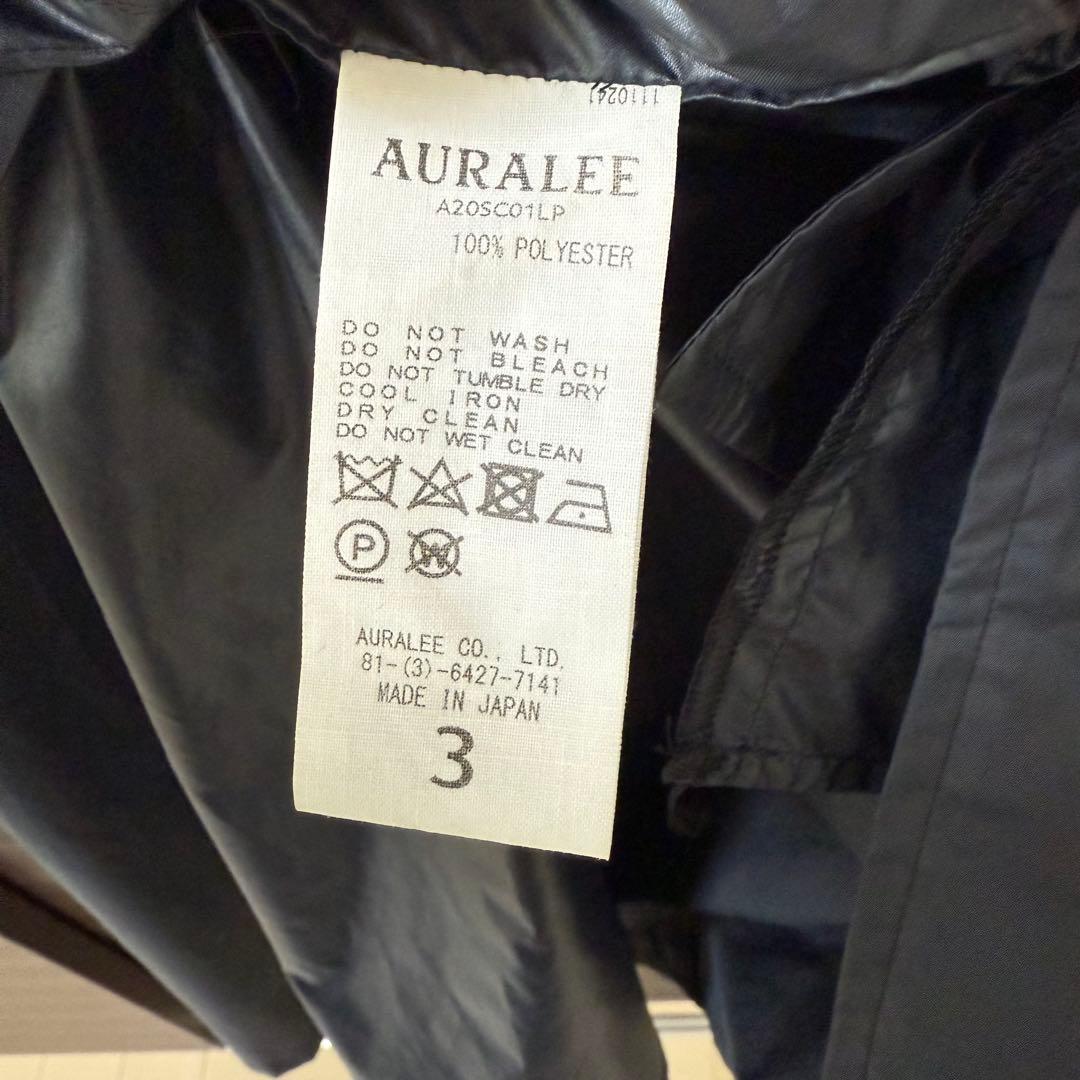 111024
AURALEE
A20SC01LP
100% POLYESTER
DO NOT WASH
DO NOT BLEACH
DO NOT TUMBLE DRY
COOL IRON
DRY CLEAN
DO NOT WET CLEAN
P W
AURALEE CO., LTD.
81-(3)-6427-7141
MADE IN JAPAN
3